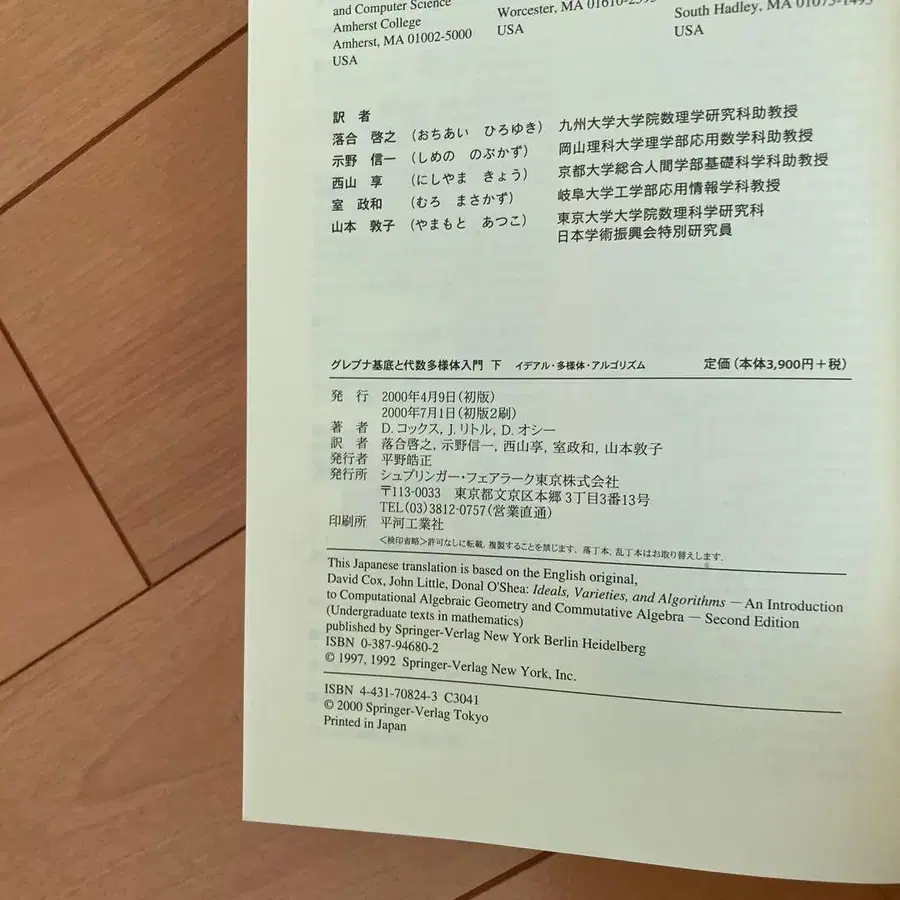 and Computer Science
Amherst College
Amherst, MA 01002-5000
USA
Worcester, MA 01610-2395
USA
South Hadley, MA 01075-1493
USA
訳 者
落合 啓之 (おちあい ひろゆき) 九州大学大学院数理学研究科助教授
示野 信一 (しめの のぶかず) 岡山理科大学理学部応用数学科助教授
西山 享 (にしやま きょう) 京都大学総合人間学部基礎科学科助教授
室 政和 (むろ まさかず) 岐阜大学工学部応用情報学科教授
山本 敦子 (やまもと あつこ) 東京大学大学院数理科学研究科
日本学術振興会特別研究員
グレブナ基底と代数多様体入門 下 イデアル・多様体・アルゴリズム 定価(本体3,900円+税)
発 行 2000年4月9日(初版)
2000年7月1日(初版2刷)
著 者 D. コックス, J. リトル, D. オシー
訳 者 落合啓之, 示野信一, 西山享, 室政和, 山本敦子
発行者 平野皓正
発行所 シュプリンガー・フェアラーク東京株式会社
〒113-0033 東京都文京区本郷3丁目3番13号
TEL(03)3812-0757(営業直通)
印刷所 平河工業社
<検印省略>許可なしに転載, 複製することを禁じます. 落丁本, 乱丁本はお取り替えします.
This Japanese translation is based on the English original,
David Cox, John Little, Donal O'Shea: Ideals, Varieties, and Algorithms — An Introduction
to Computational Algebraic Geometry and Commutative Algebra — Second Edition
(Undergraduate texts in mathematics)
published by Springer-Verlag New York Berlin Heidelberg
ISBN 0-387-94680-2
© 1997, 1992 Springer-Verlag New York, Inc.
ISBN 4-431-70824-3 C3041
© 2000 Springer-Verlag Tokyo
Printed in Japan